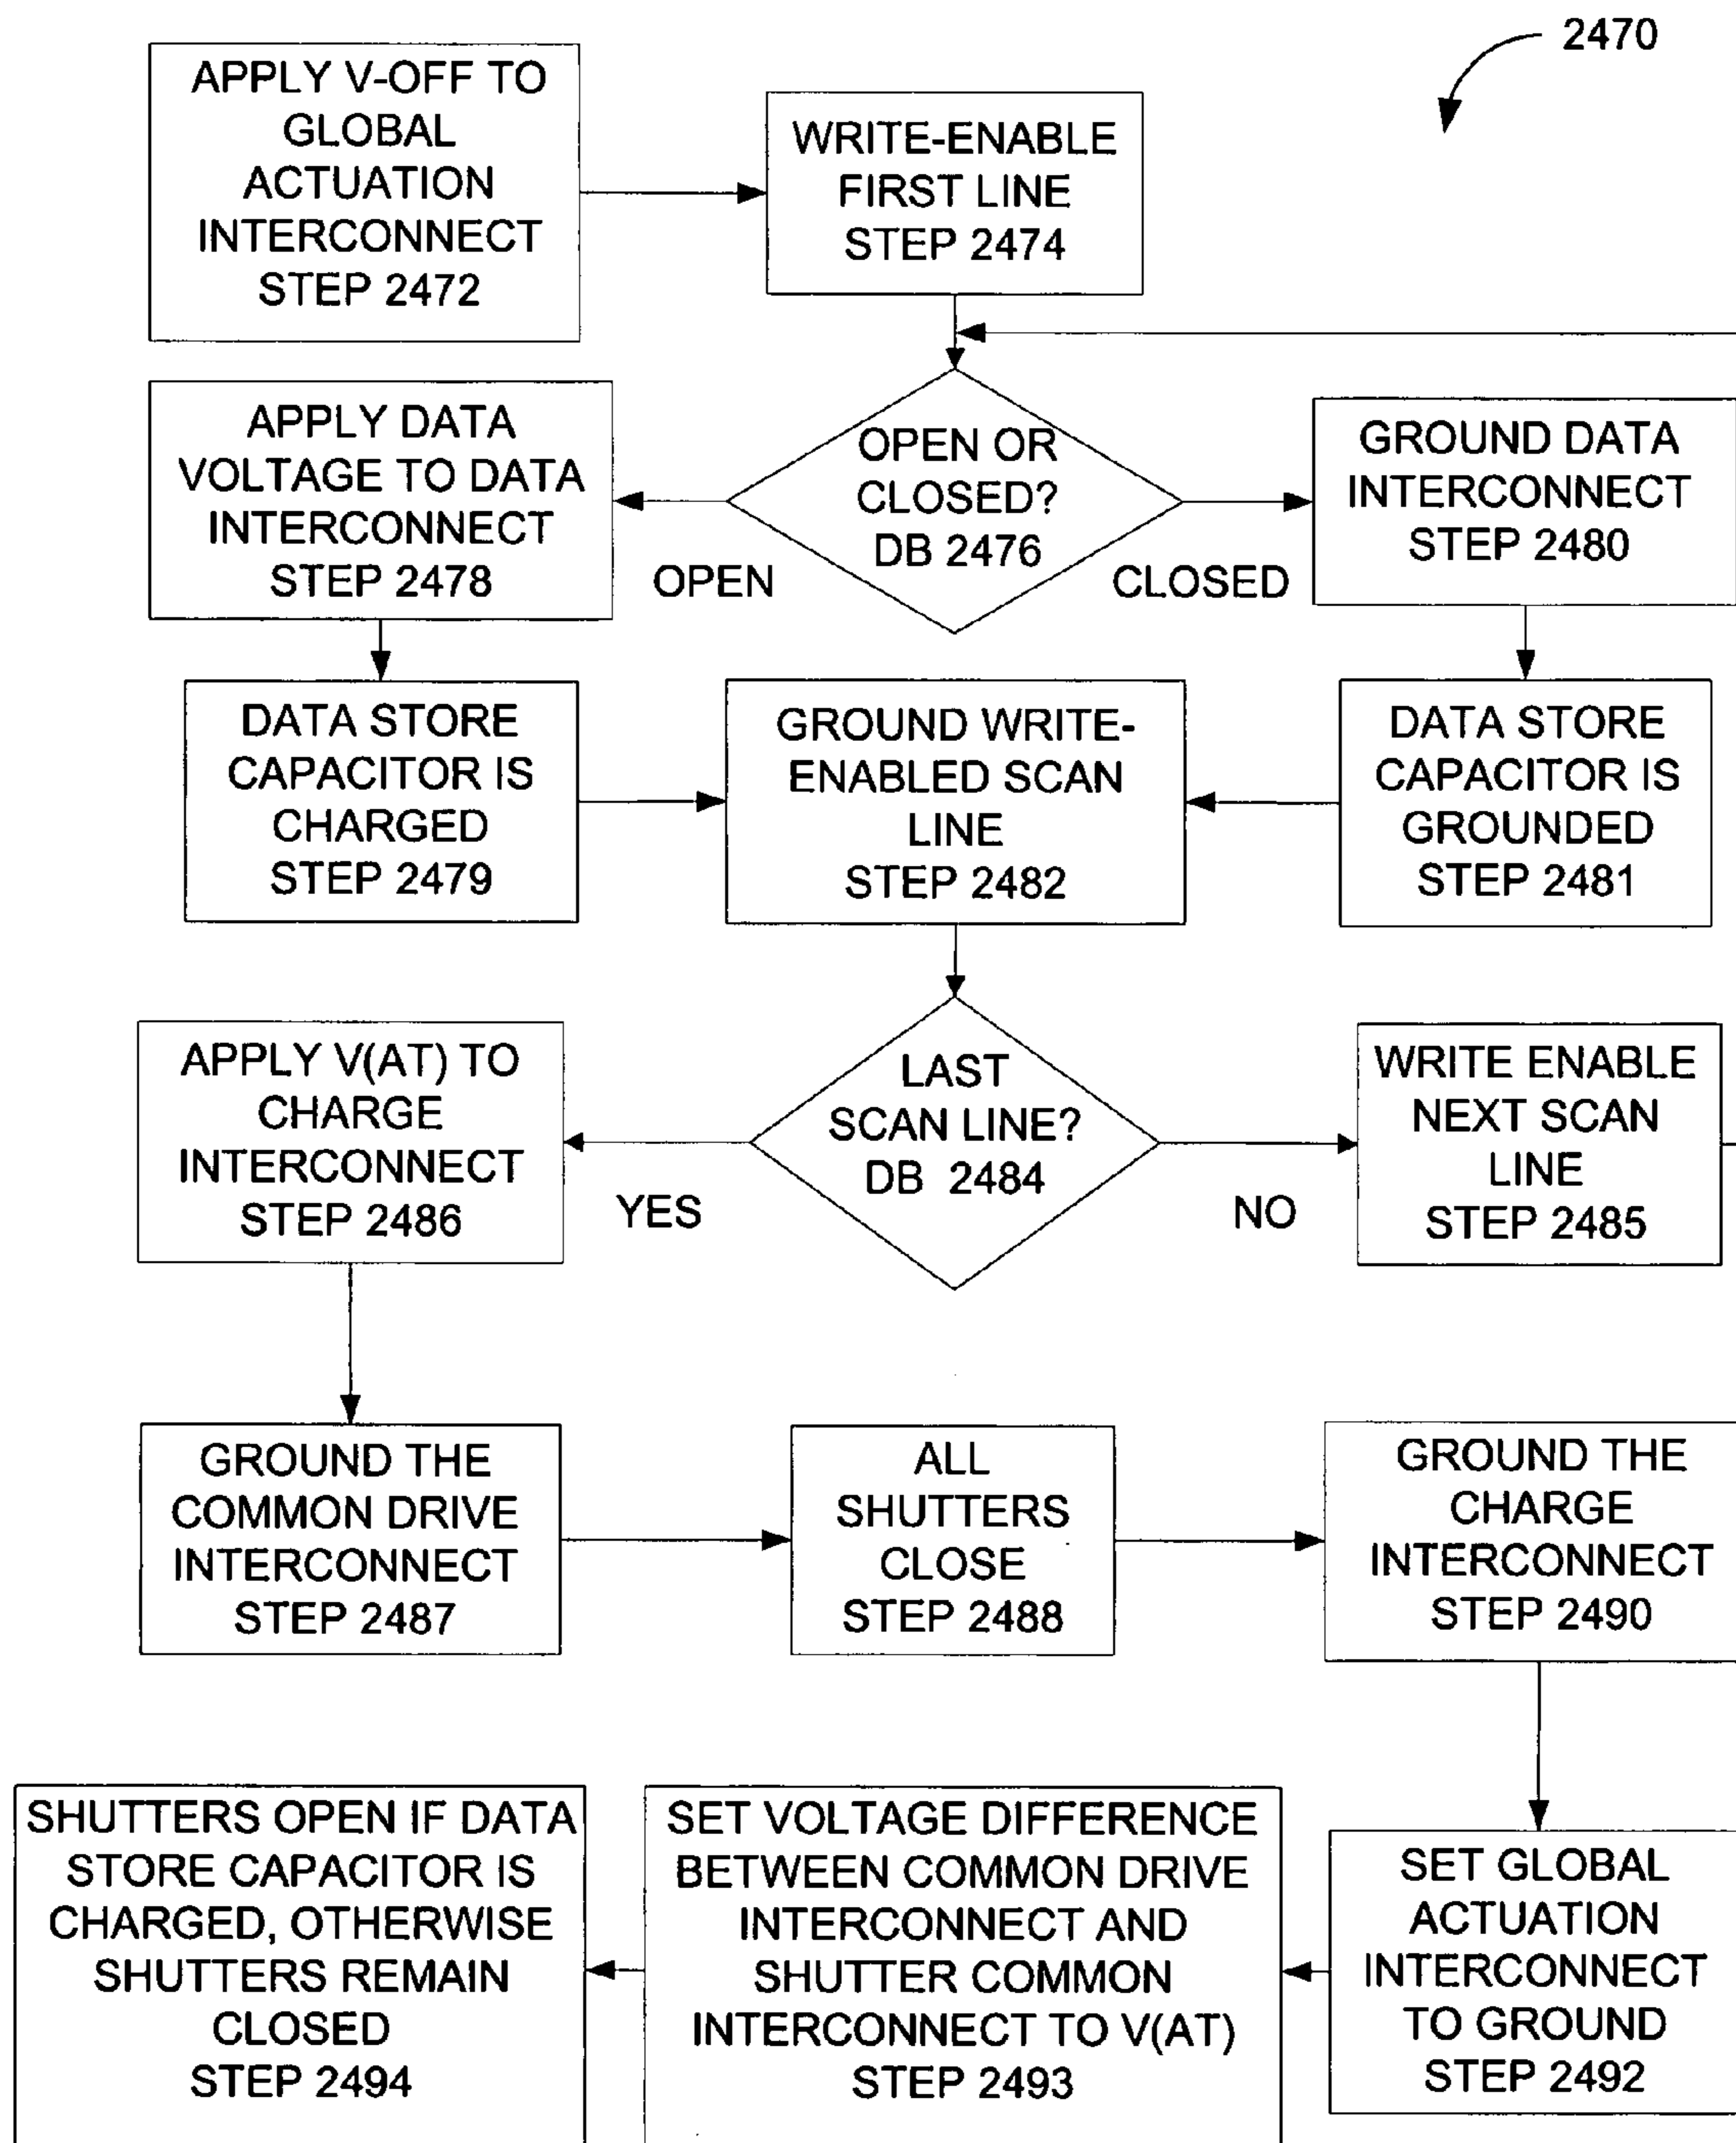 2470
APPLY V-OFF TO
GLOBAL
ACTUATION
INTERCONNECT
STEP 2472
WRITE-ENABLE
FIRST LINE
STEP 2474
APPLY DATA
VOLTAGE TO DATA
INTERCONNECT
STEP 2478
OPEN OR
CLOSED?
DB 2476
OPEN
CLOSED
GROUND DATA
INTERCONNECT
STEP 2480
DATA STORE
CAPACITOR IS
CHARGED
STEP 2479
GROUND WRITE-
ENABLED SCAN
LINE
STEP 2482
DATA STORE
CAPACITOR IS
GROUNDED
STEP 2481
APPLY V(AT) TO
CHARGE
INTERCONNECT
STEP 2486
LAST
SCAN LINE?
DB 2484
YES
NO
WRITE ENABLE
NEXT SCAN
LINE
STEP 2485
GROUND THE
COMMON DRIVE
INTERCONNECT
STEP 2487
ALL
SHUTTERS
CLOSE
STEP 2488
GROUND THE
CHARGE
INTERCONNECT
STEP 2490
SHUTTERS OPEN IF DATA
STORE CAPACITOR IS
CHARGED, OTHERWISE
SHUTTERS REMAIN
CLOSED
STEP 2494
SET VOLTAGE DIFFERENCE
BETWEEN COMMON DRIVE
INTERCONNECT AND
SHUTTER COMMON
INTERCONNECT TO V(AT)
STEP 2493
SET GLOBAL
ACTUATION
INTERCONNECT
TO GROUND
STEP 2492